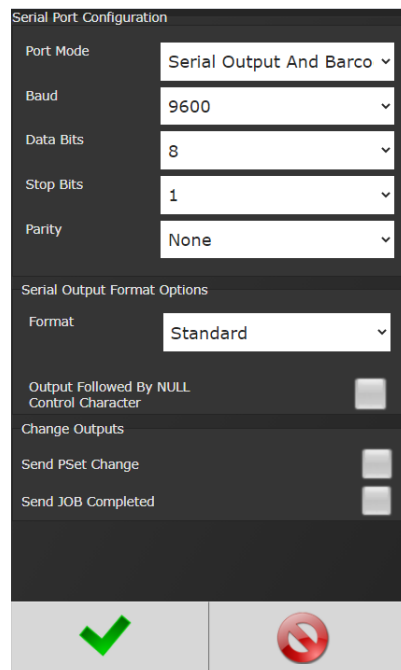 Serial Port Configuration
Port Mode
Serial Output And Barco
Baud
9600
Data Bits
8
Stop Bits
1
Parity
None
Serial Output Format Options
Format
Standard
Output Followed By NULL
Control Character
Change Outputs
Send PSet Change
Send JOB Completed